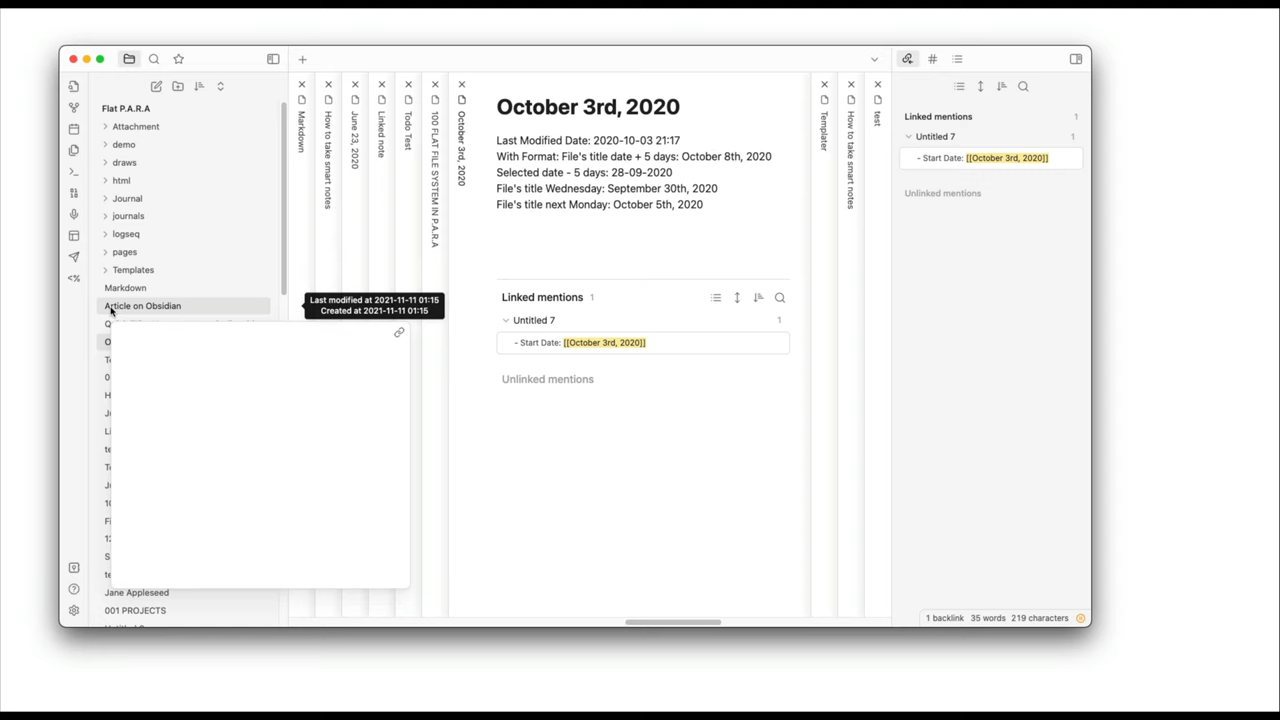 Flat P.A.R.A
Attachment
demo
draws
html
Journal
journals
logseq
pages
Templates
Markdown
Article on Obsidian
Jane Appleseed
001 PROJECTS
Last modified at 2021-11-11 01:15
Created at 2021-11-11 01:15
Markdown
How to take smart notes
June 23, 2020
Linked note
Todo Test
100 FLAT FILE SYSTEM IN P.A.R.A
October 3rd, 2020
October 3rd, 2020
Last Modified Date: 2020-10-03 21:17
With Format: File's title date + 5 days: October 8th, 2020
Selected date - 5 days: 28-09-2020
File's title Wednesday: September 30th, 2020
File's title next Monday: October 5th, 2020
Linked mentions 1
Untitled 7 1
- Start Date: [[October 3rd, 2020]]
Unlinked mentions
Templater
How to take smart notes
test
Linked mentions 1
Untitled 7 1
- Start Date: [[October 3rd, 2020]]
Unlinked mentions
1 backlink 35 words 219 characters